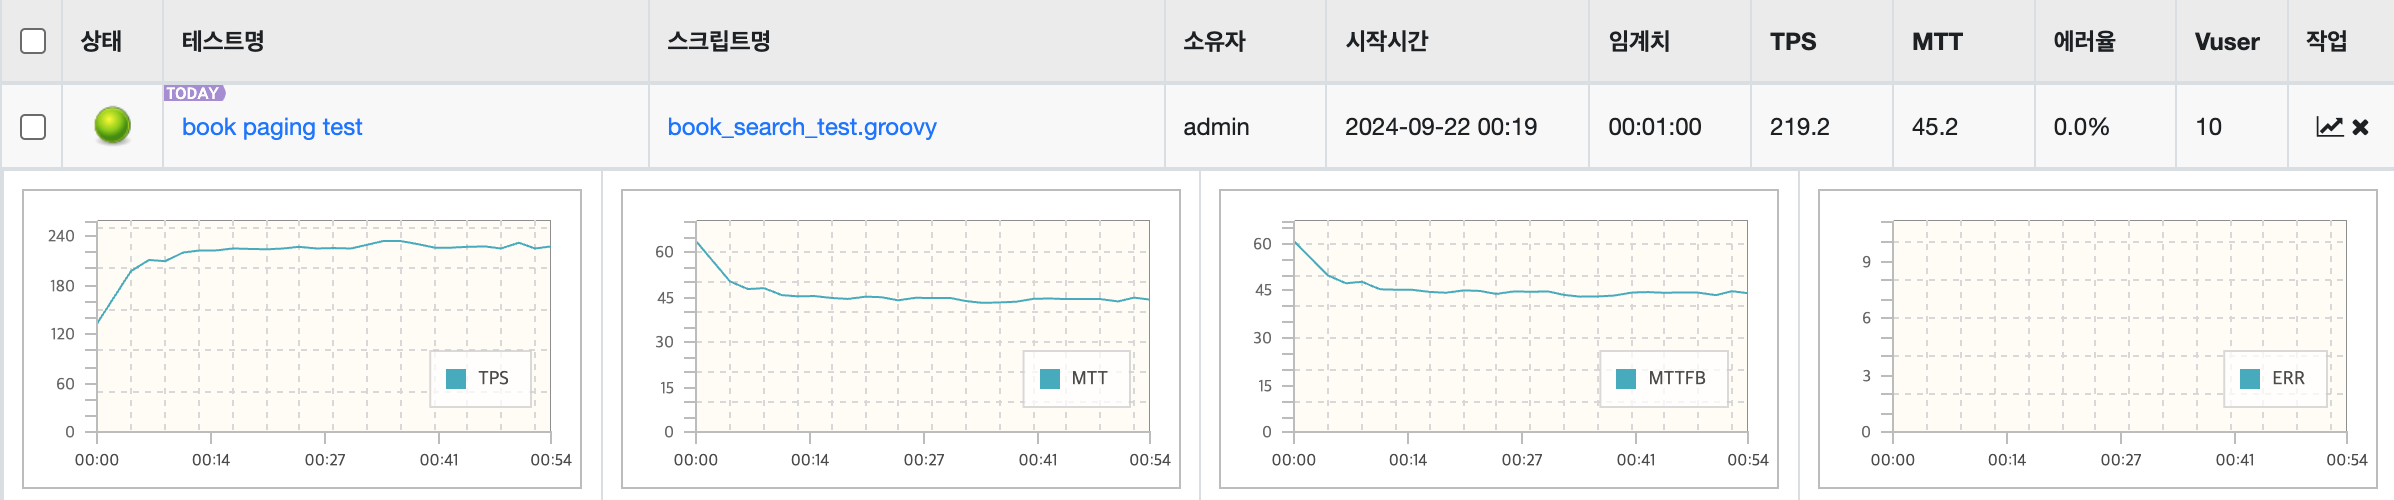 상태 테스트명 스크립트명 소유자 시작시간 임계치 TPS MTT 에러율 Vuser 작업
TODAY
book paging test book_search_test.groovy admin 2024-09-22 00:19 00:01:00 219.2 45.2 0.0% 10
240
180
120
60
0
00:00 00:14 00:27 00:41 00:54
TPS
60
45
30
15
0
00:00 00:14 00:27 00:41 00:54
MTT
60
45
30
15
0
00:00 00:14 00:27 00:41 00:54
MTTFB
9
6
3
0
00:00 00:14 00:27 00:41 00:54
ERR